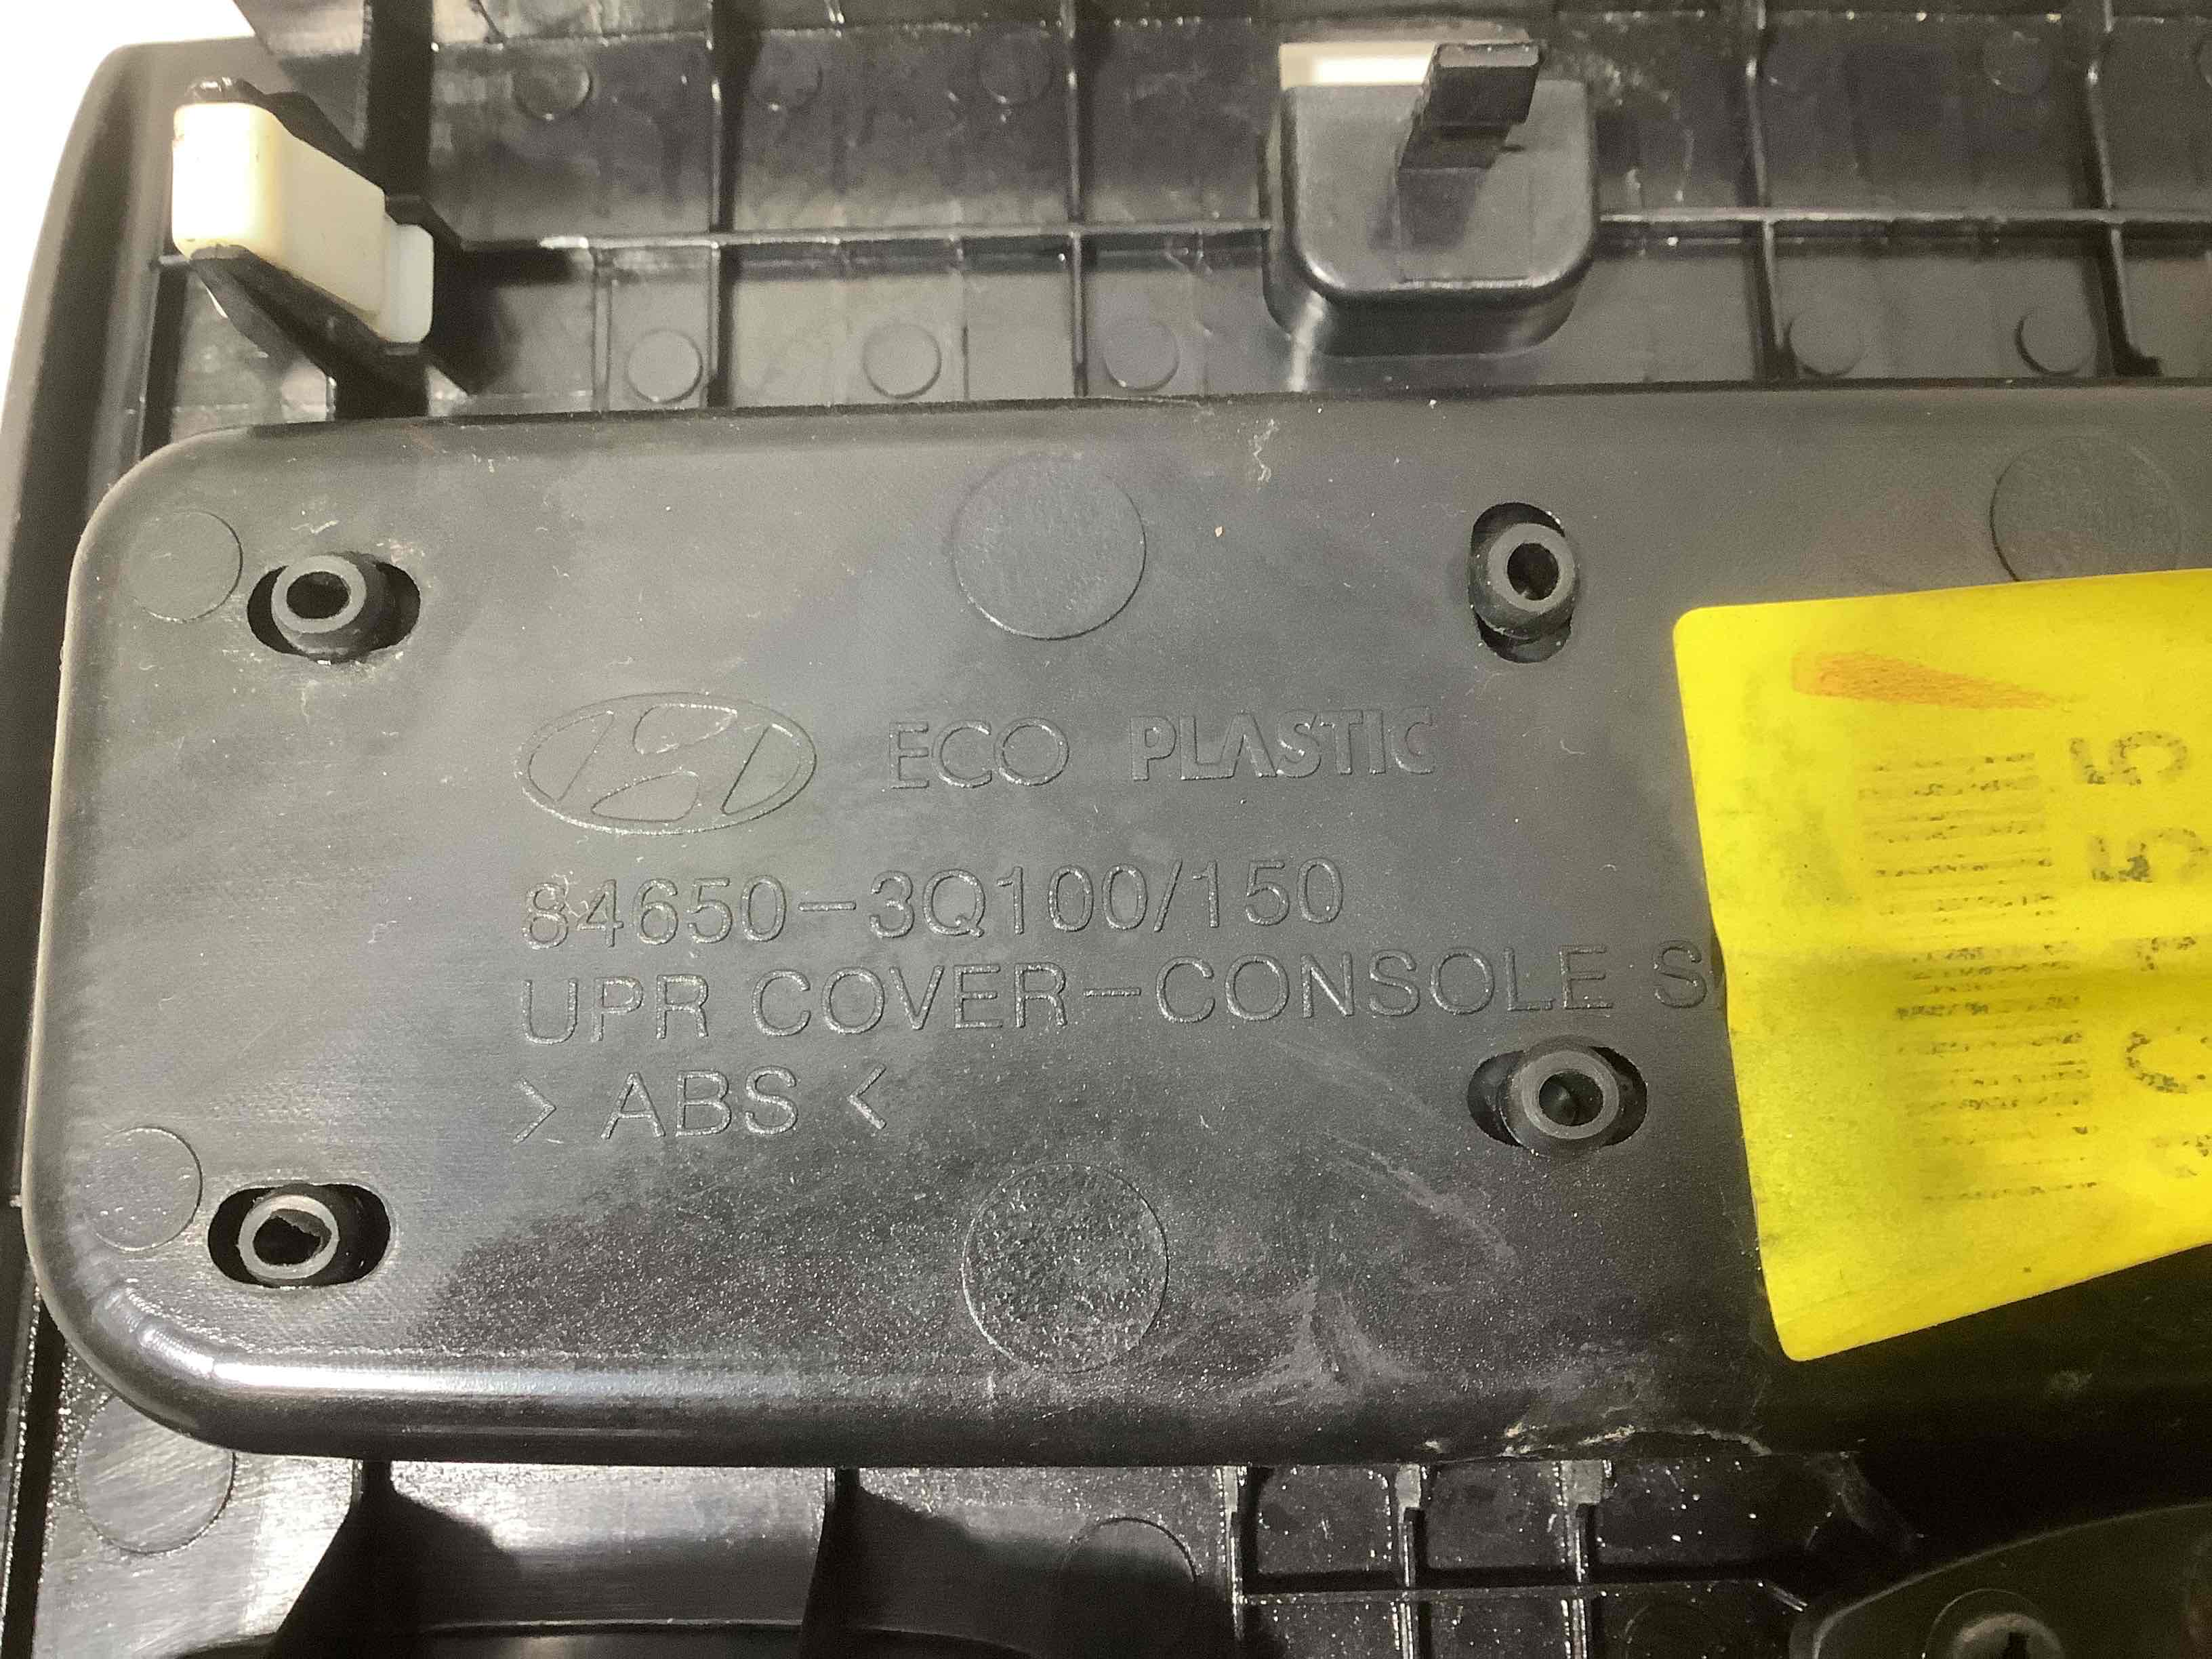 ECO PLASTIC
84650-3Q100/150
UPR COVER-CONSOLE
> ABS <